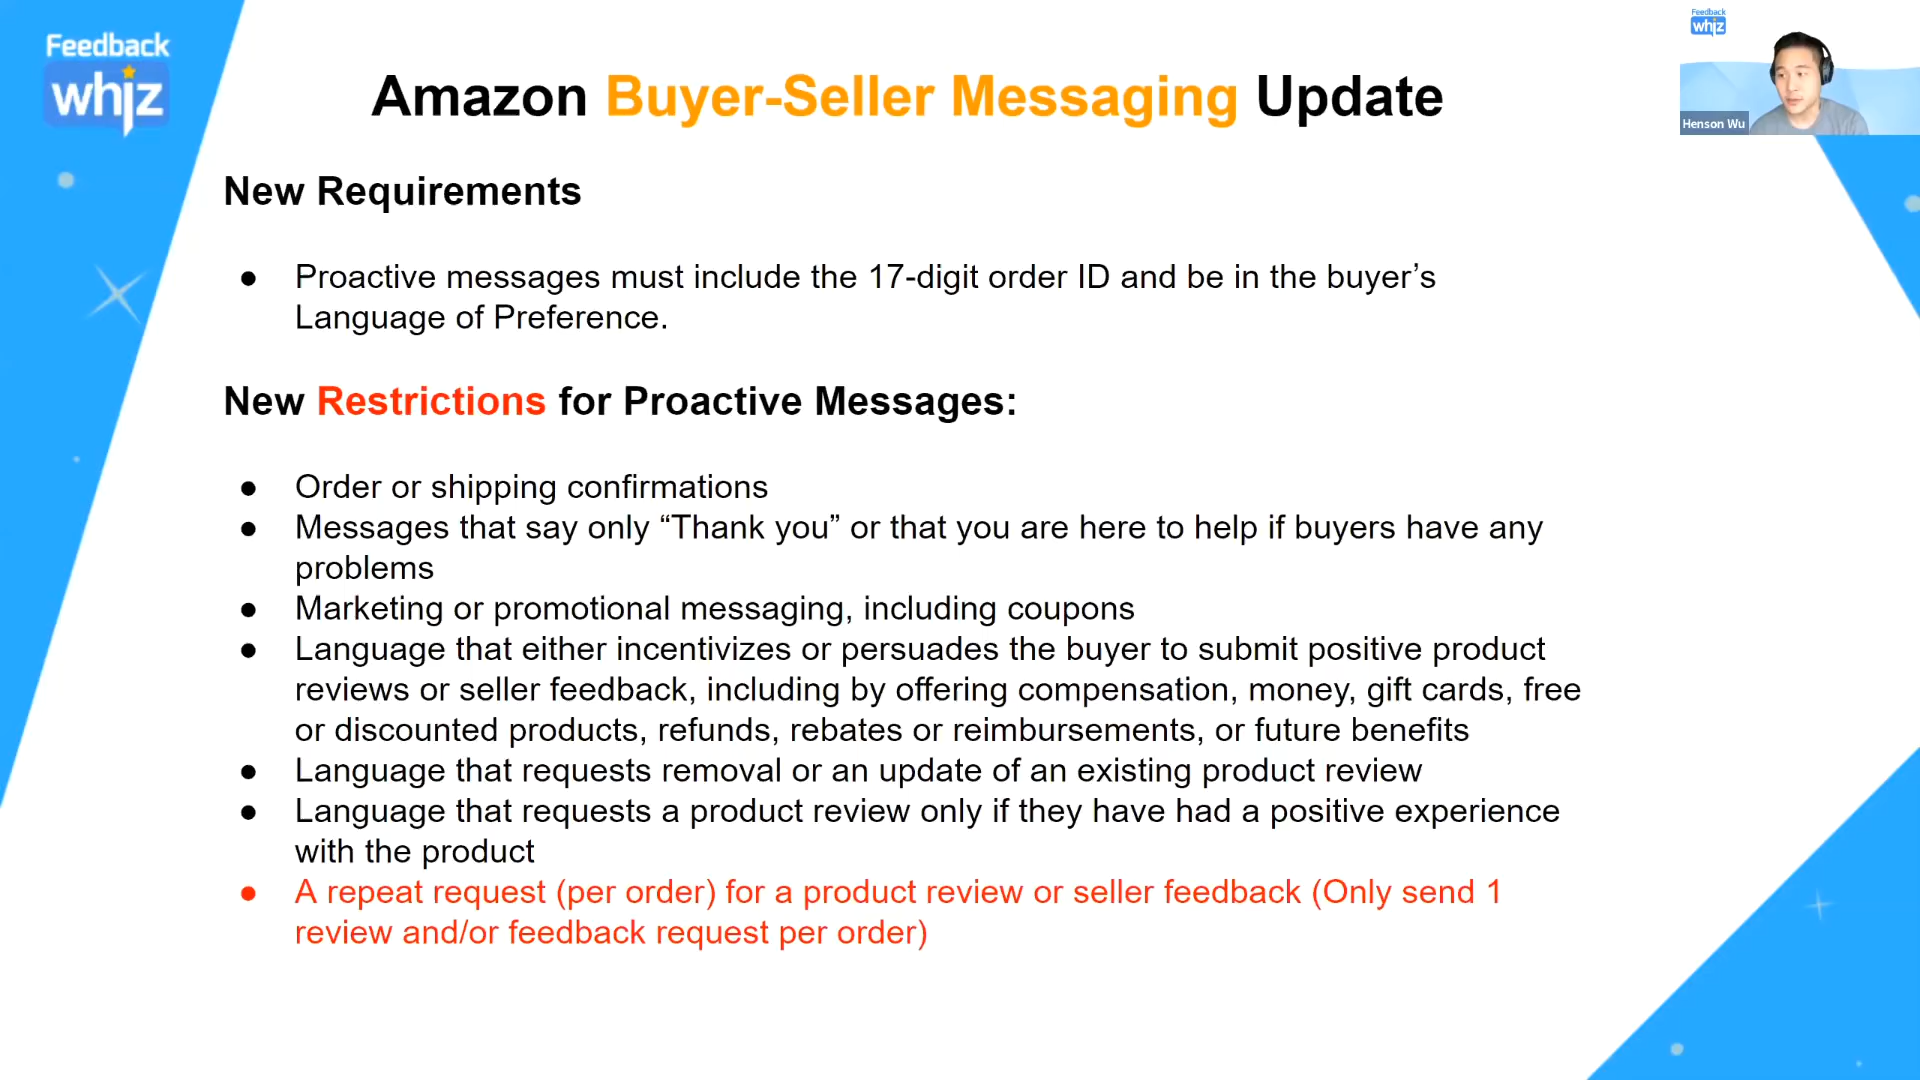 Feedback
whiz
Feedback
whiz
Henson Wu
Amazon Buyer-Seller Messaging Update
New Requirements
● Proactive messages must include the 17-digit order ID and be in the buyer’s
Language of Preference.
New Restrictions for Proactive Messages:
● Order or shipping confirmations
● Messages that say only “Thank you” or that you are here to help if buyers have any
problems
● Marketing or promotional messaging, including coupons
● Language that either incentivizes or persuades the buyer to submit positive product
reviews or seller feedback, including by offering compensation, money, gift cards, free
or discounted products, refunds, rebates or reimbursements, or future benefits
● Language that requests removal or an update of an existing product review
● Language that requests a product review only if they have had a positive experience
with the product
● A repeat request (per order) for a product review or seller feedback (Only send 1
review and/or feedback request per order)